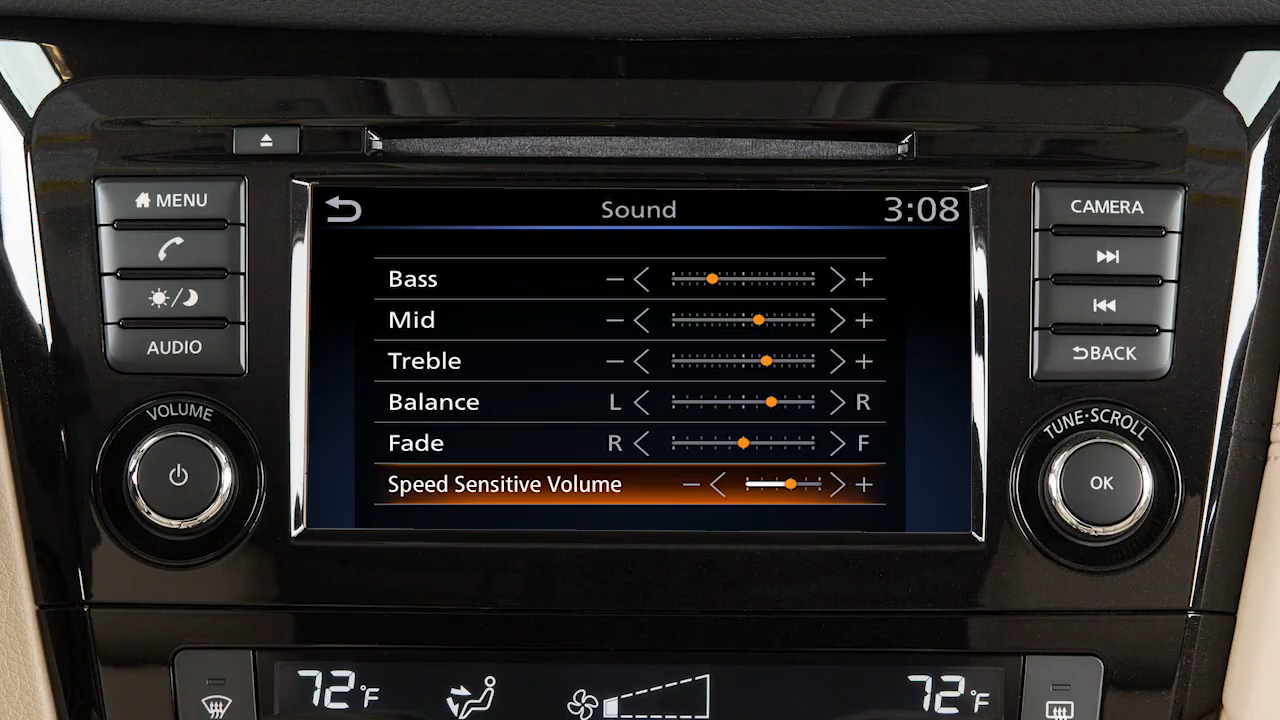 MENU
AUDIO
VOLUME
Sound 3:08
Bass − +
Mid − +
Treble − +
Balance L R
Fade R F
Speed Sensitive Volume − +
CAMERA
BACK
TUNE·SCROLL
OK
72°F
72°F